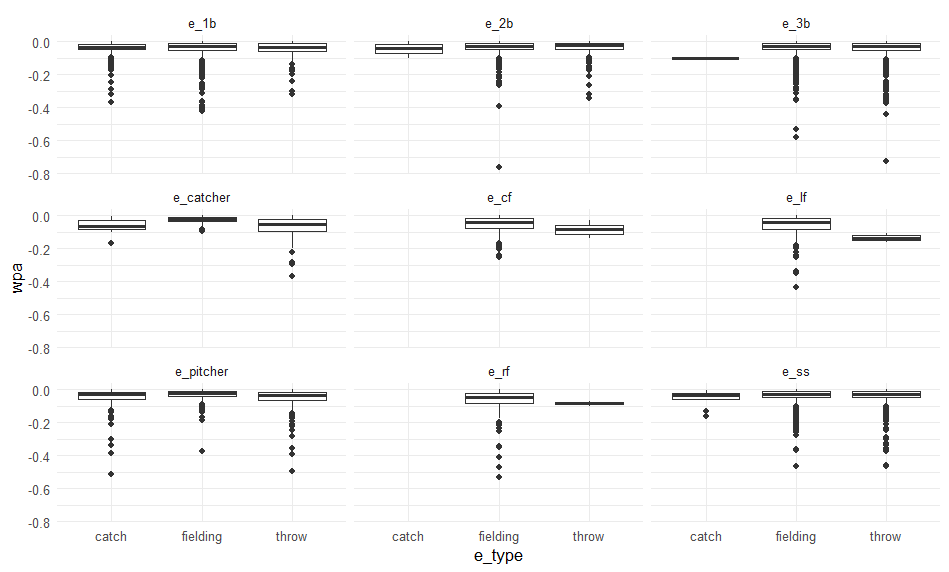 e_1b e_2b e_3b
0.0
-0.2
-0.4
-0.6
-0.8
e_catcher e_cf e_lf
0.0
-0.2
-0.4
-0.6
-0.8
wpa
e_pitcher e_rf e_ss
0.0
-0.2
-0.4
-0.6
-0.8
catch fielding throw catch fielding throw catch fielding throw
e_type